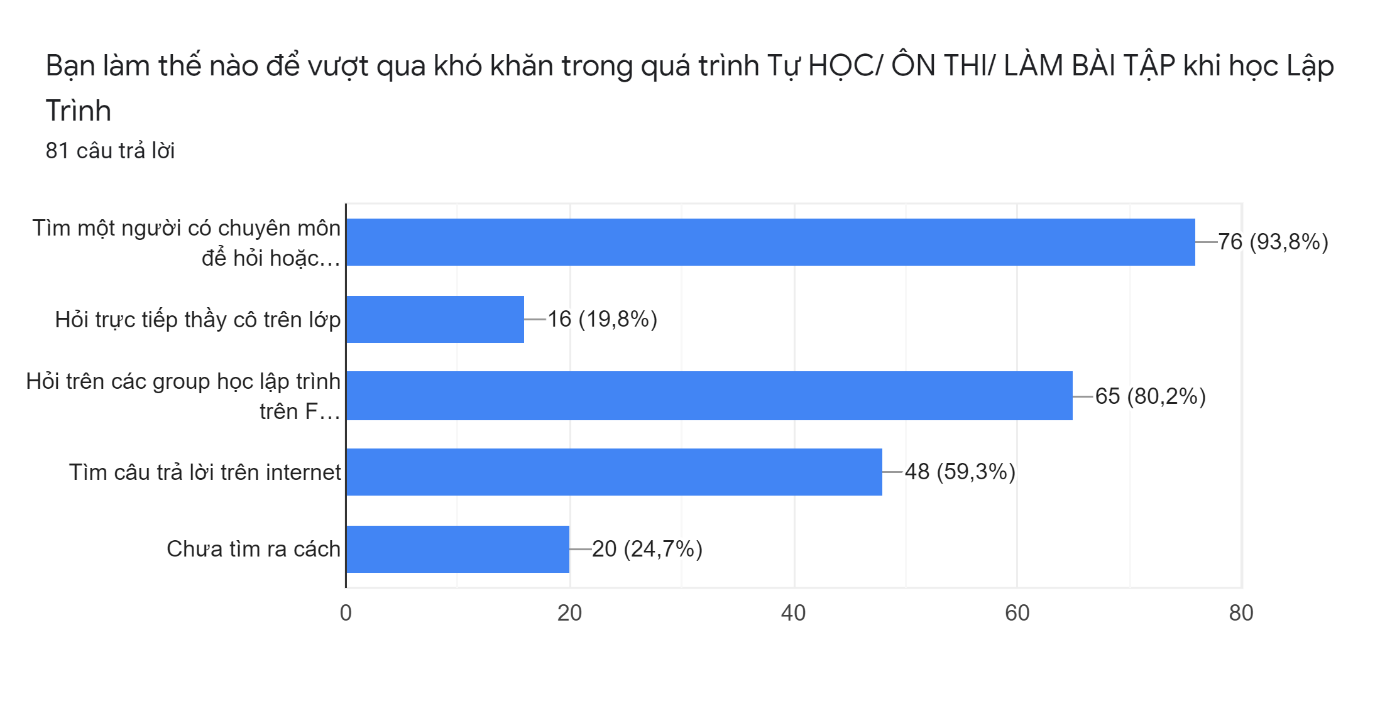 Bạn làm thế nào để vượt qua khó khăn trong quá trình Tự HỌC/ ÔN THI/ LÀM BÀI TẬP khi học Lập
Trình
81 câu trả lời
Tìm một người có chuyên môn
để hỏi hoặc…
76 (93,8%)
Hỏi trực tiếp thầy cô trên lớp
16 (19,8%)
Hỏi trên các group học lập trình
trên F…
65 (80,2%)
Tìm câu trả lời trên internet
48 (59,3%)
Chưa tìm ra cách
20 (24,7%)
0 20 40 60 80